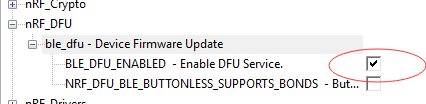 nRF_Crypto
nRF_DFU
ble_dfu - Device Firmware Update
BLE_DFU_ENABLED - Enable DFU Service.
NRF_DFU_BLE_BUTTONLESS_SUPPORTS_BONDS - But...
nRF_Drivers